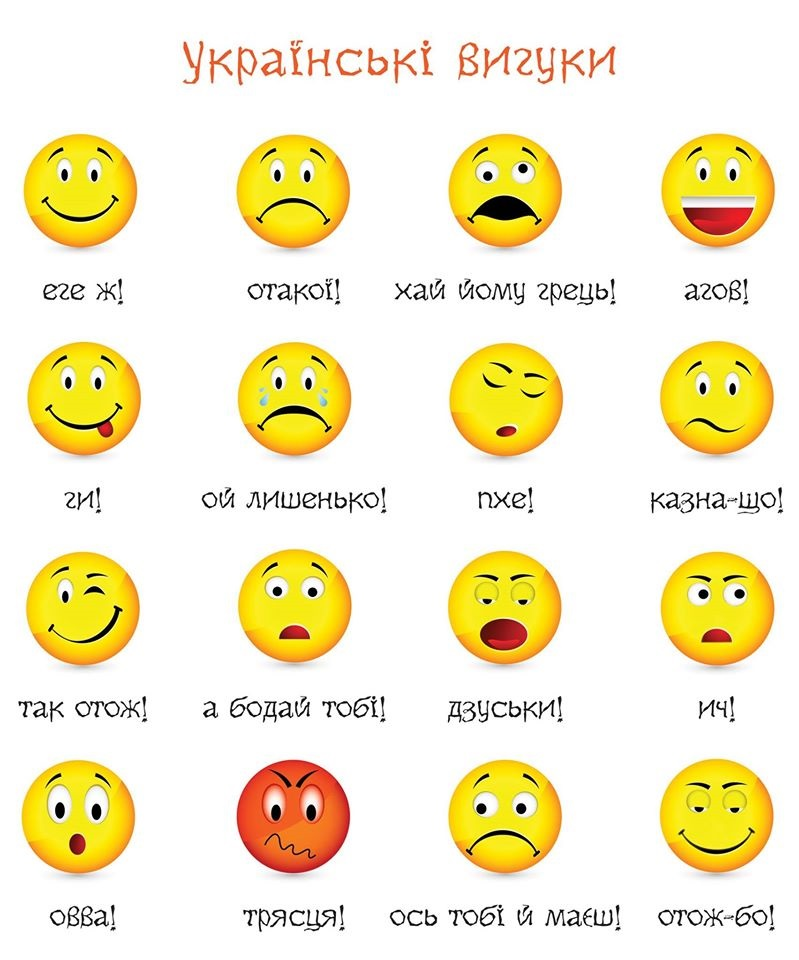 Українські вигуки
еге ж! отакої! хай йому грець! агов!
ги! ой лишенько! пхе! казна-що!
так отож! а бодай тобі! дзуськи! ич!
овва! трясця! ось тобі й маєш! отож-бо!